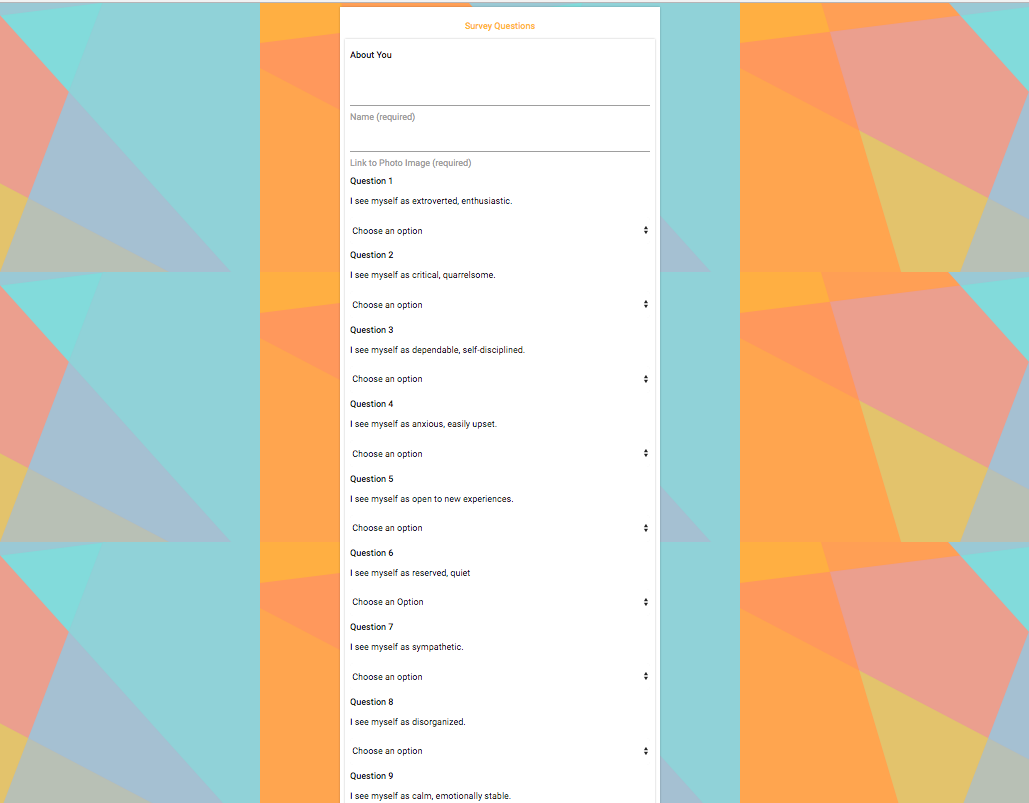 Survey Questions
About You
Name (required)
Link to Photo Image (required)
Question 1
I see myself as extroverted, enthusiastic.
Choose an option
Question 2
I see myself as critical, quarrelsome.
Choose an option
Question 3
I see myself as dependable, self-disciplined.
Choose an option
Question 4
I see myself as anxious, easily upset.
Choose an option
Question 5
I see myself as open to new experiences.
Choose an option
Question 6
I see myself as reserved, quiet
Choose an Option
Question 7
I see myself as sympathetic.
Choose an option
Question 8
I see myself as disorganized.
Choose an option
Question 9
I see myself as calm, emotionally stable.